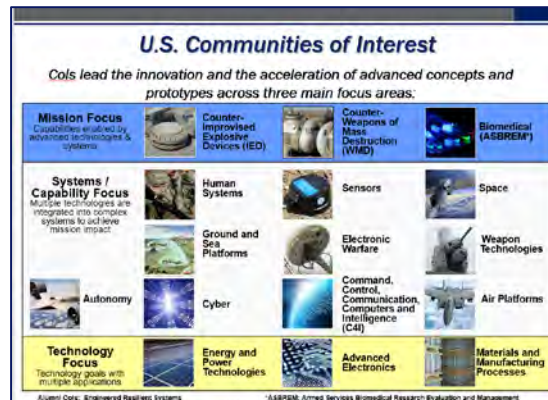 U.S. Communities of Interest
CoIs lead the innovation and the acceleration of advanced concepts and
prototypes across three main focus areas:
Mission Focus
Capabilities enabled by
advanced technologies &
systems
Counter-
Improvised
Explosive
Devices (IED)
Counter-
Weapons of
Mass
Destruction
(WMD)
Biomedical
(ASBREM*)
Systems /
Capability Focus
Multiple technologies are
integrated into complex
systems to achieve
mission impact
Human
Systems
Sensors
Space
Ground and
Sea
Platforms
Electronic
Warfare
Weapon
Technologies
Autonomy
Cyber
Command,
Control,
Communication,
Computers and
Intelligence
(C4I)
Air Platforms
Technology
Focus
Technology goals with
multiple applications
Energy and
Power
Technologies
Advanced
Electronics
Materials and
Manufacturing
Processes
Alumni CoIs: Engineered Resilient Systems
*ASBREM: Armed Services Biomedical Research Evaluation and Management